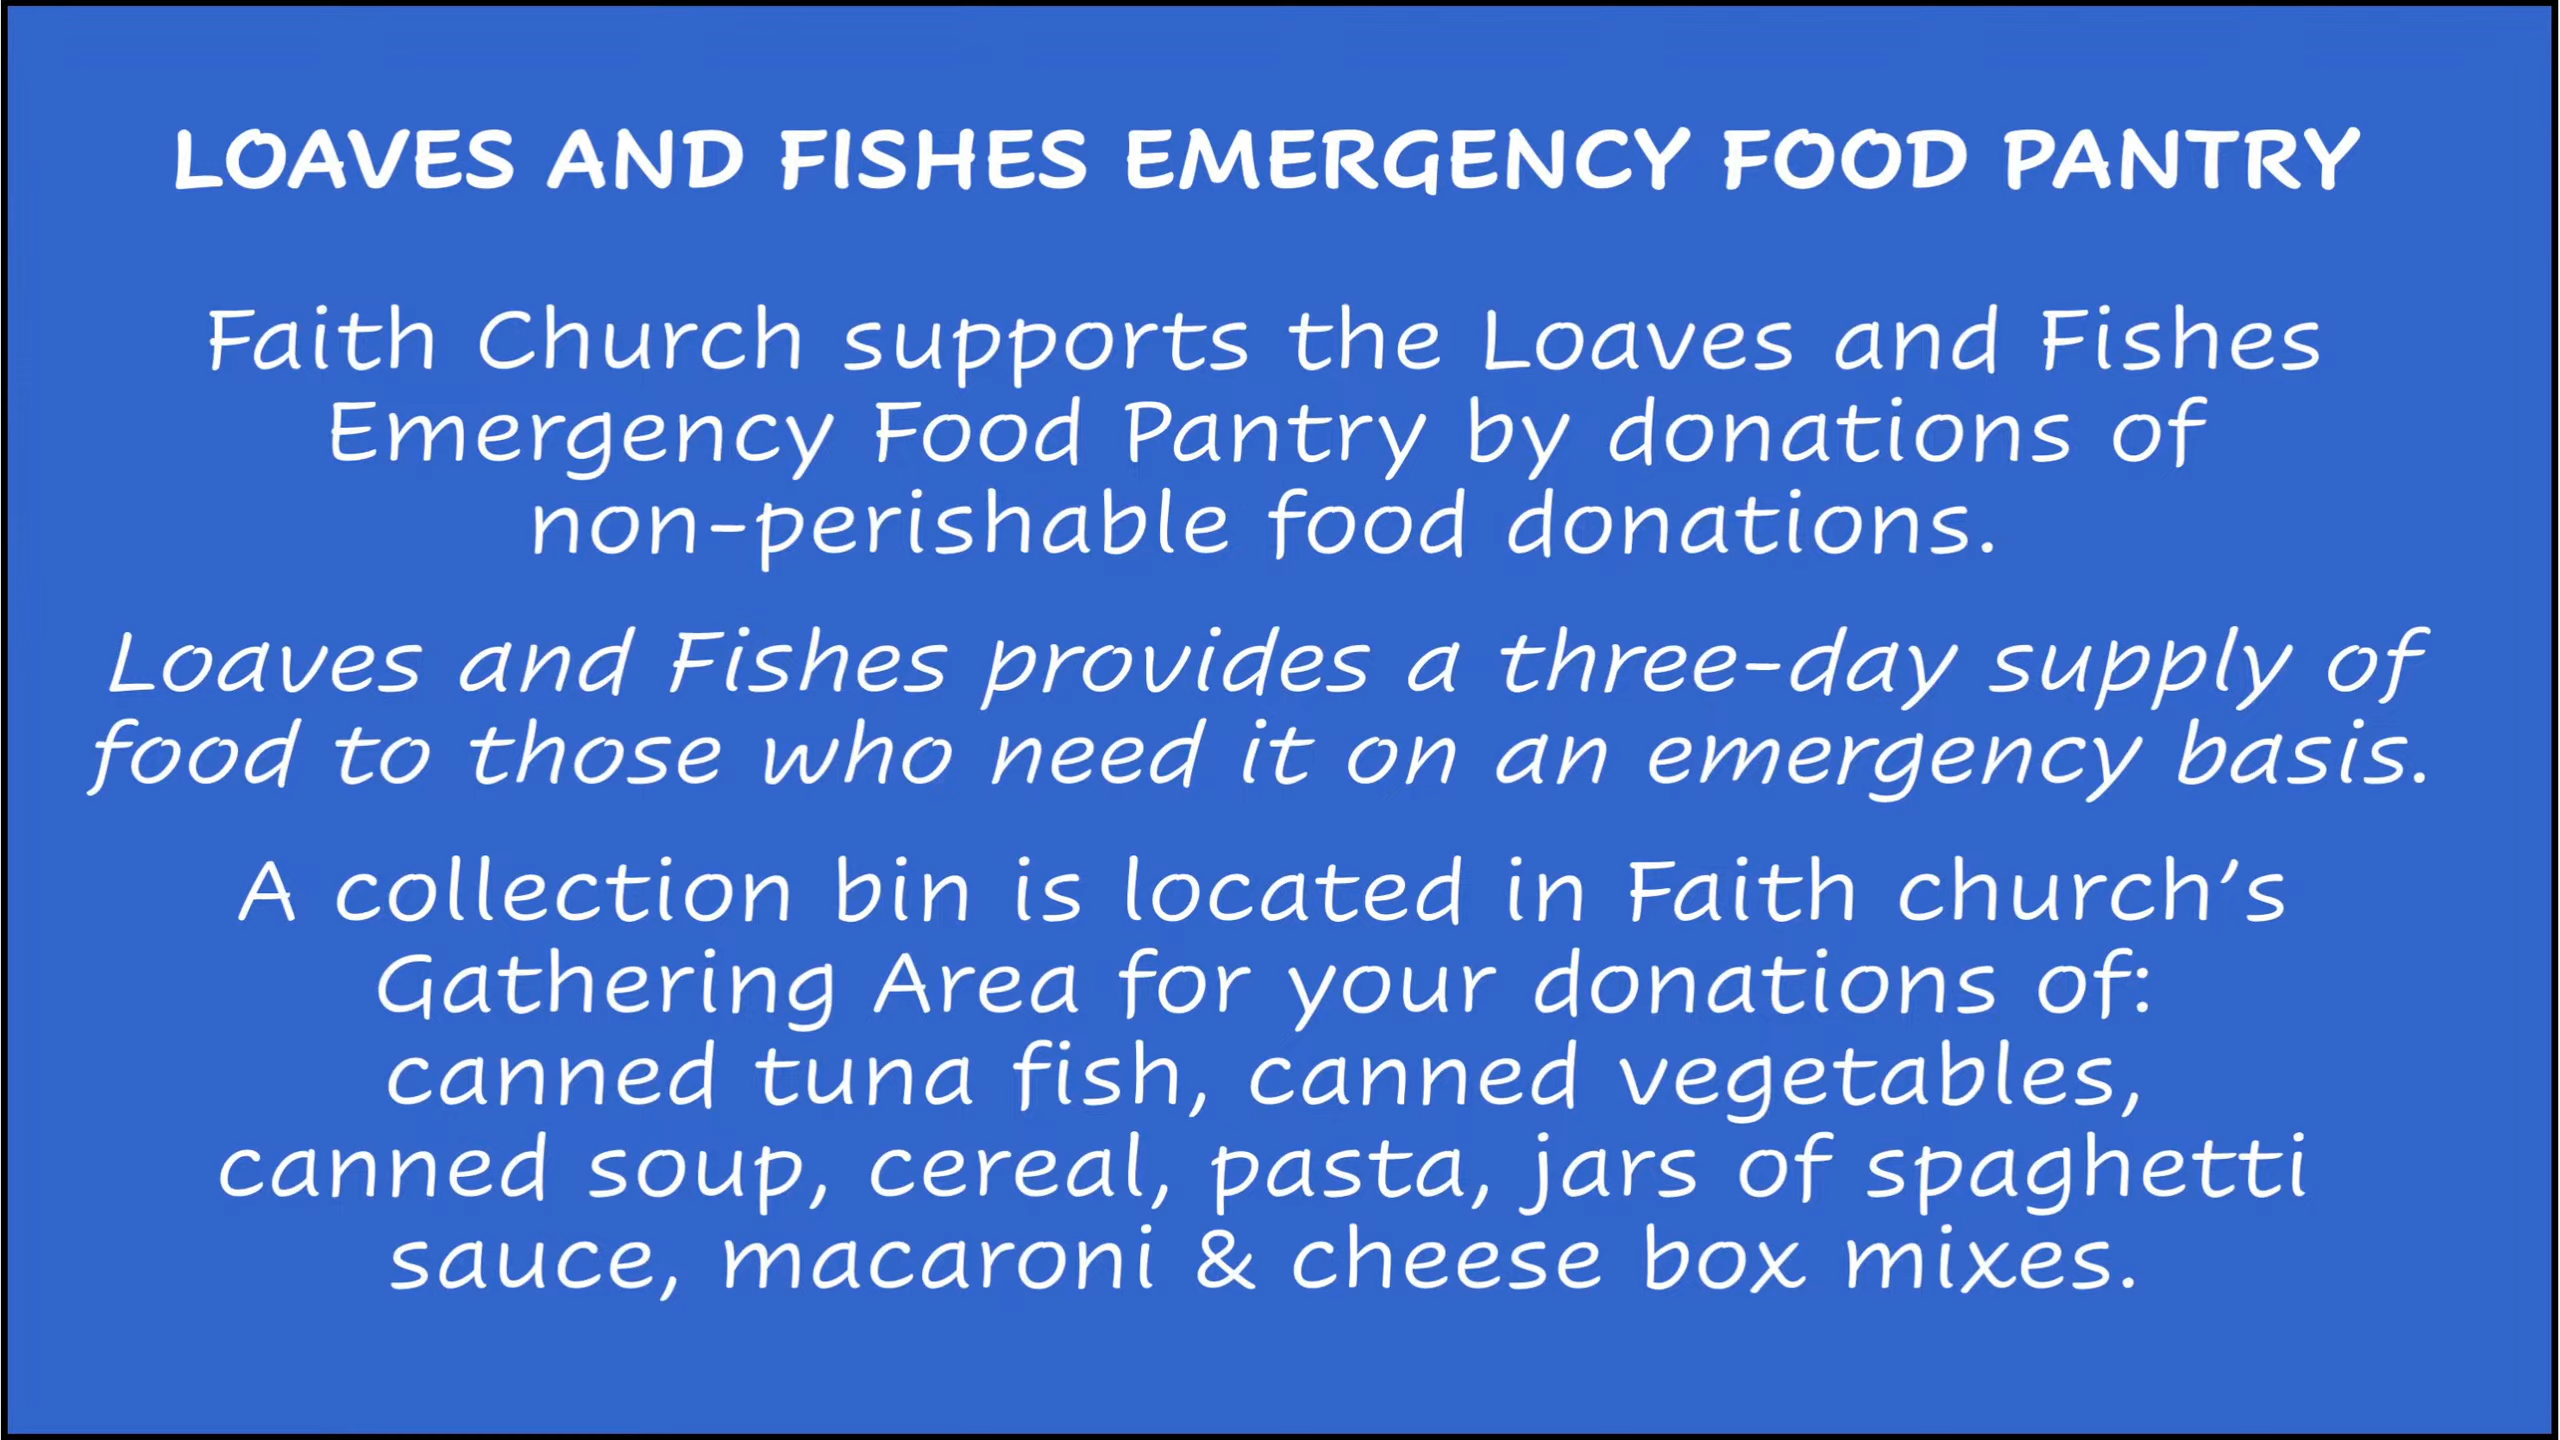 LOAVES AND FISHES EMERGENCY FOOD PANTRY
Faith Church supports the Loaves and Fishes
Emergency Food Pantry by donations of
non-perishable food donations.
Loaves and Fishes provides a three-day supply of
food to those who need it on an emergency basis.
A collection bin is located in Faith church’s
Gathering Area for your donations of:
canned tuna fish, canned vegetables,
canned soup, cereal, pasta, jars of spaghetti
sauce, macaroni & cheese box mixes.